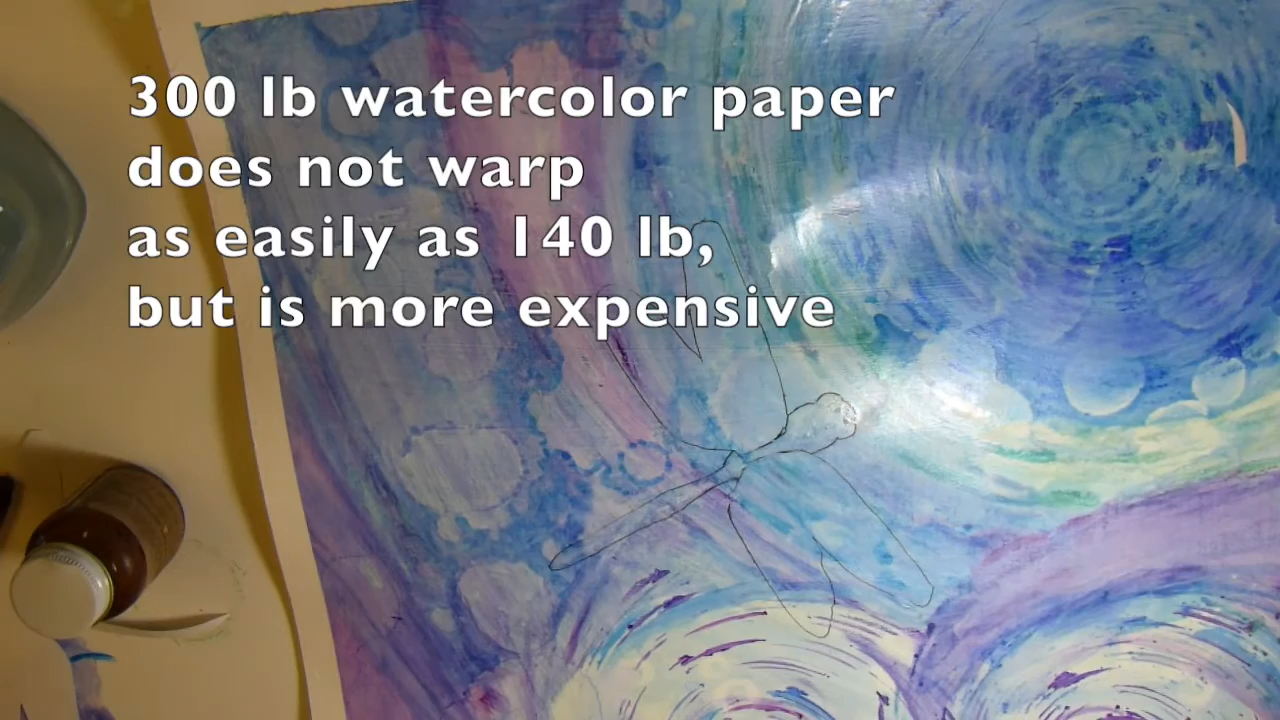 300 lb watercolor paper
does not warp
as easily as 140 lb,
but is more expensive